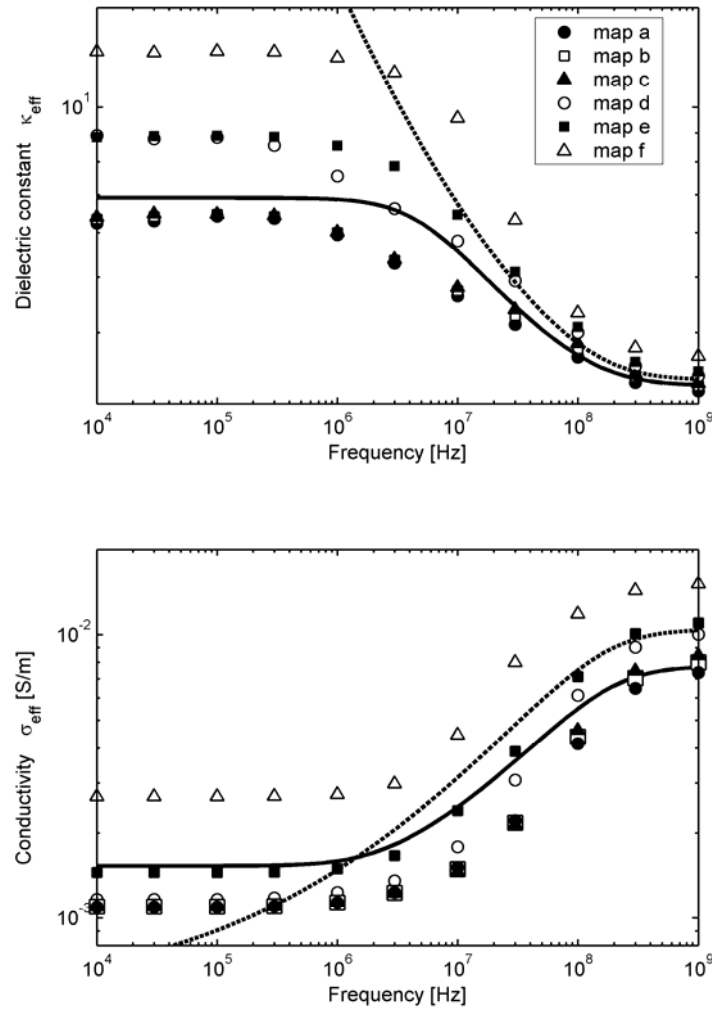 map a
map b
map c
map d
map e
map f
Dielectric constant κeff
10¹
10⁴ 10⁵ 10⁶ 10⁷ 10⁸ 10⁹
Frequency [Hz]
Conductivity σeff [S/m]
10⁻²
10⁻³
10⁴ 10⁵ 10⁶ 10⁷ 10⁸ 10⁹
Frequency [Hz]